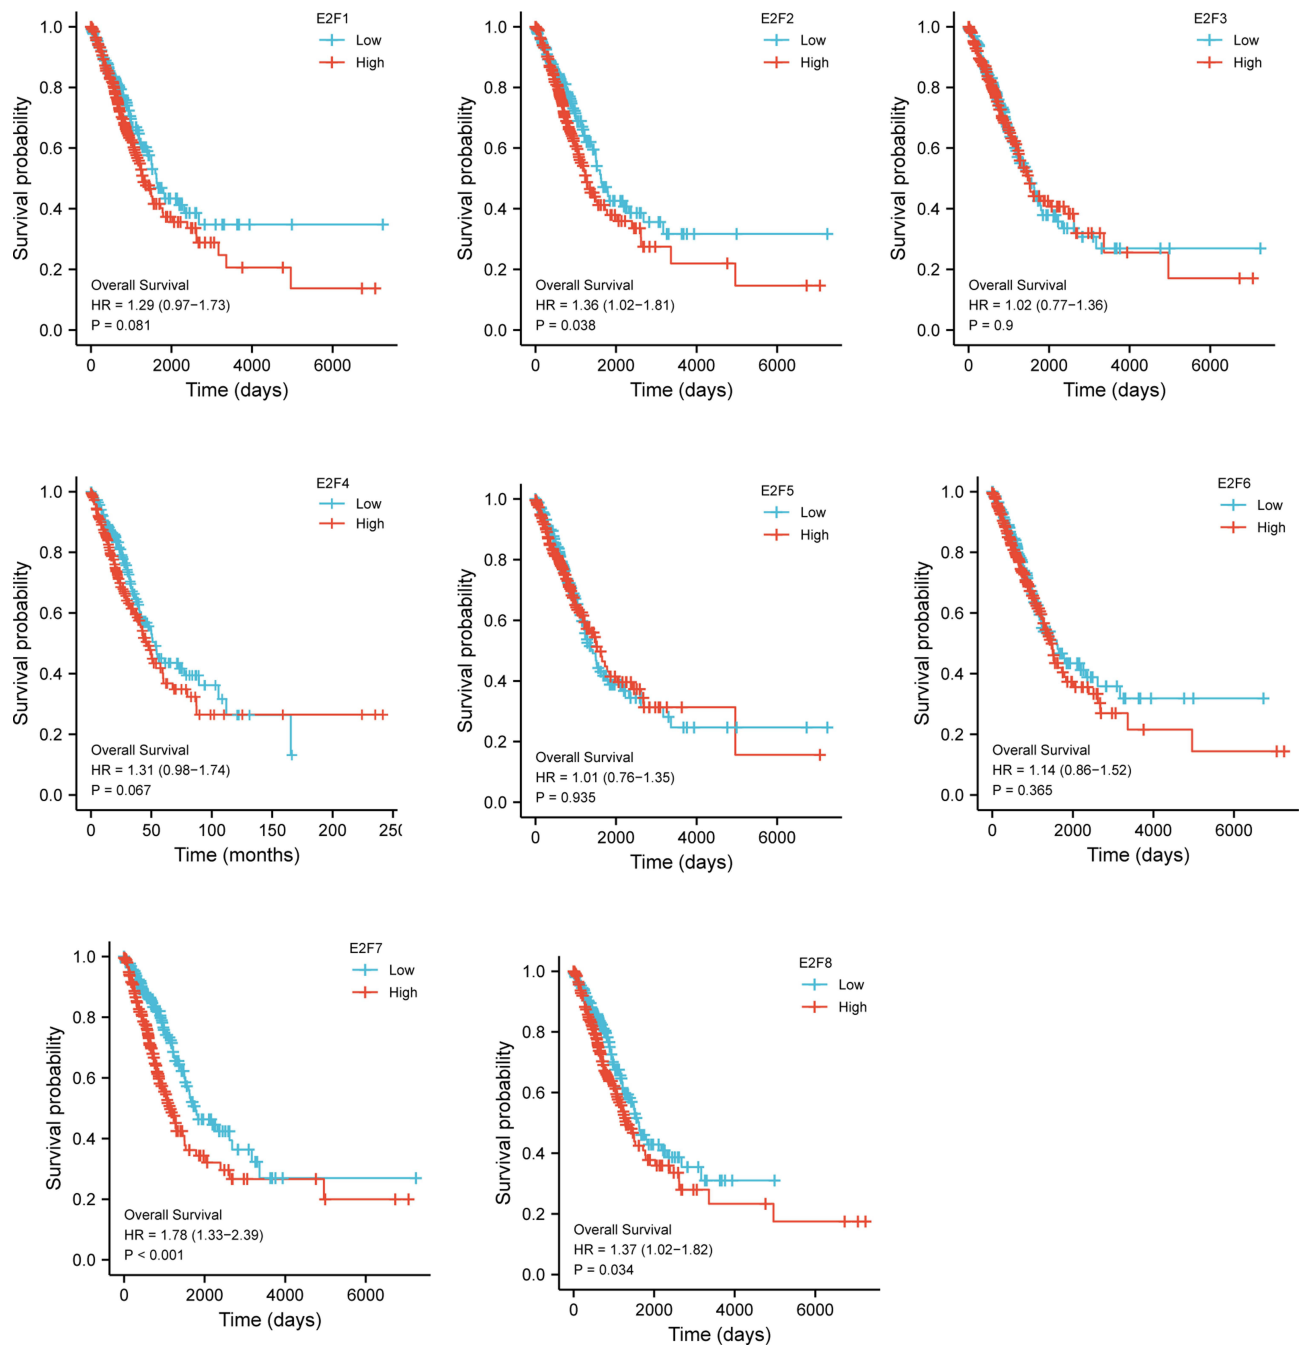 E2F1
Low
High
1.0
0.8
0.6
0.4
0.2
0.0
Survival probability
Overall Survival
HR = 1.29 (0.97−1.73)
P = 0.081
0 2000 4000 6000
Time (days)
E2F2
Low
High
1.0
0.8
0.6
0.4
0.2
0.0
Survival probability
Overall Survival
HR = 1.36 (1.02−1.81)
P = 0.038
0 2000 4000 6000
Time (days)
E2F3
Low
High
1.0
0.8
0.6
0.4
0.2
0.0
Survival probability
Overall Survival
HR = 1.02 (0.77−1.36)
P = 0.9
0 2000 4000 6000
Time (days)
E2F4
Low
High
1.0
0.8
0.6
0.4
0.2
0.0
Survival probability
Overall Survival
HR = 1.31 (0.98−1.74)
P = 0.067
0 50 100 150 200
Time (months)
E2F5
Low
High
1.0
0.8
0.6
0.4
0.2
0.0
Survival probability
Overall Survival
HR = 1.01 (0.76−1.35)
P = 0.935
0 2000 4000 6000
Time (days)
E2F6
Low
High
1.0
0.8
0.6
0.4
0.2
0.0
Survival probability
Overall Survival
HR = 1.14 (0.86−1.52)
P = 0.365
0 2000 4000 6000
Time (days)
E2F7
Low
High
1.0
0.8
0.6
0.4
0.2
0.0
Survival probability
Overall Survival
HR = 1.78 (1.33−2.39)
P < 0.001
0 2000 4000 6000
Time (days)
E2F8
Low
High
1.0
0.8
0.6
0.4
0.2
0.0
Survival probability
Overall Survival
HR = 1.37 (1.02−1.82)
P = 0.034
0 2000 4000 6000
Time (days)